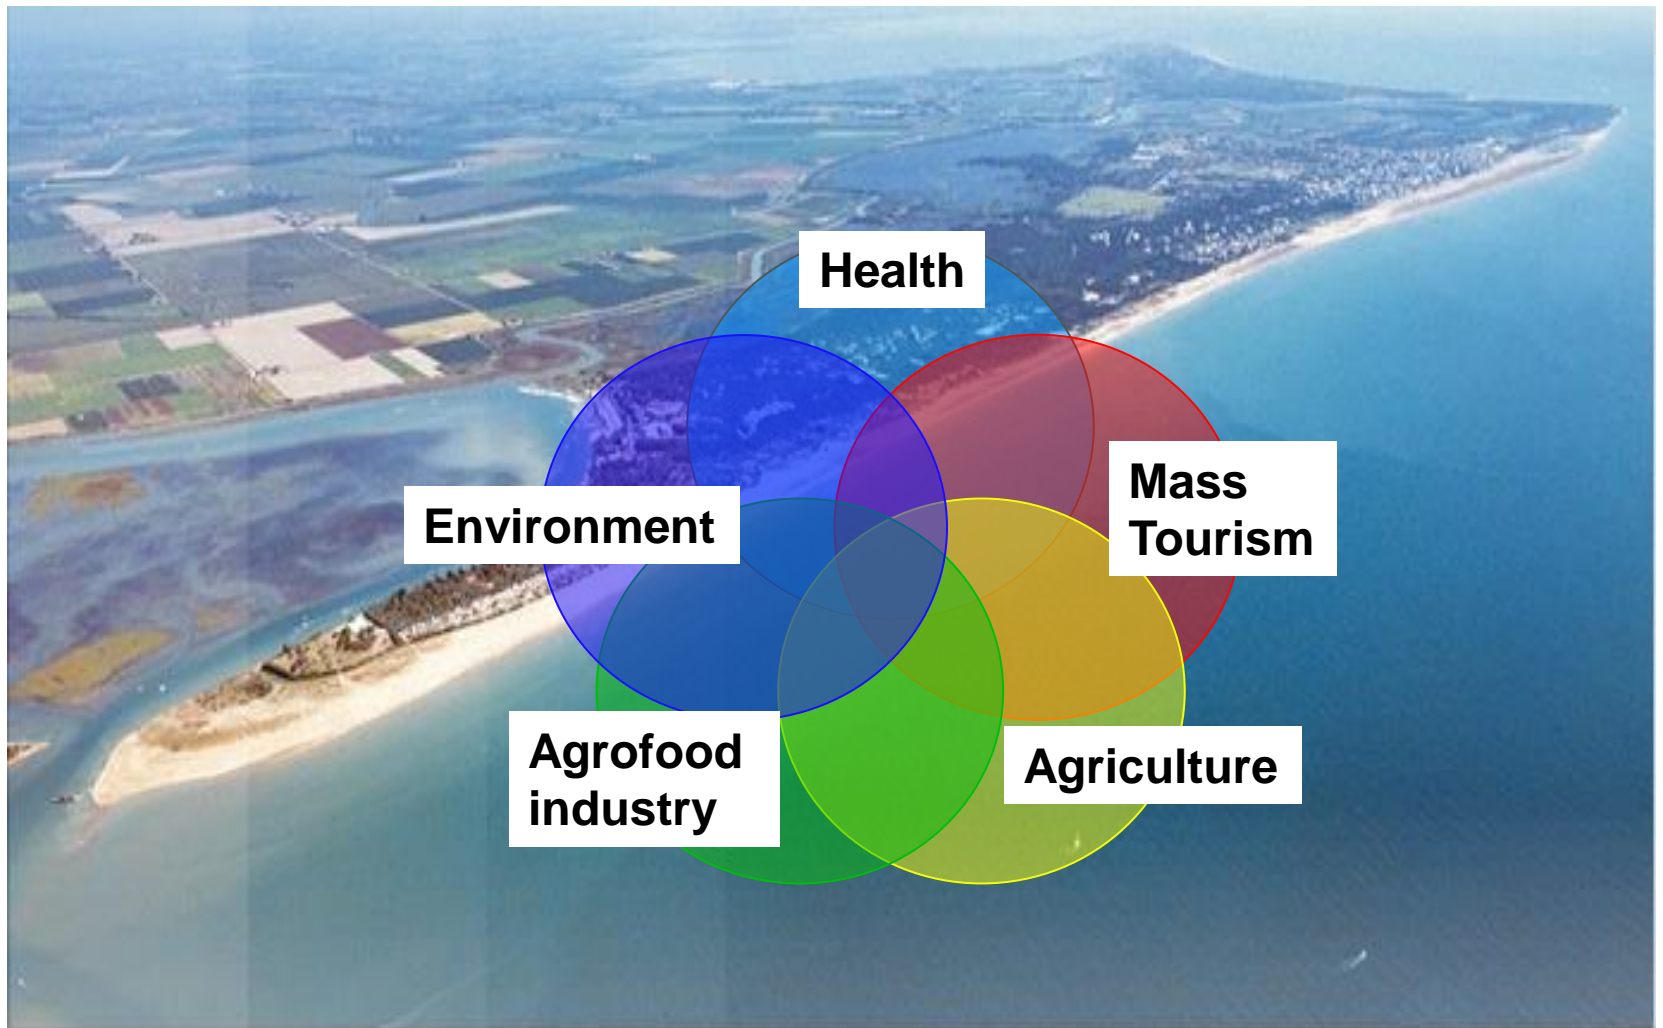 Health
Mass
Tourism
Environment
Agrofood
industry
Agriculture